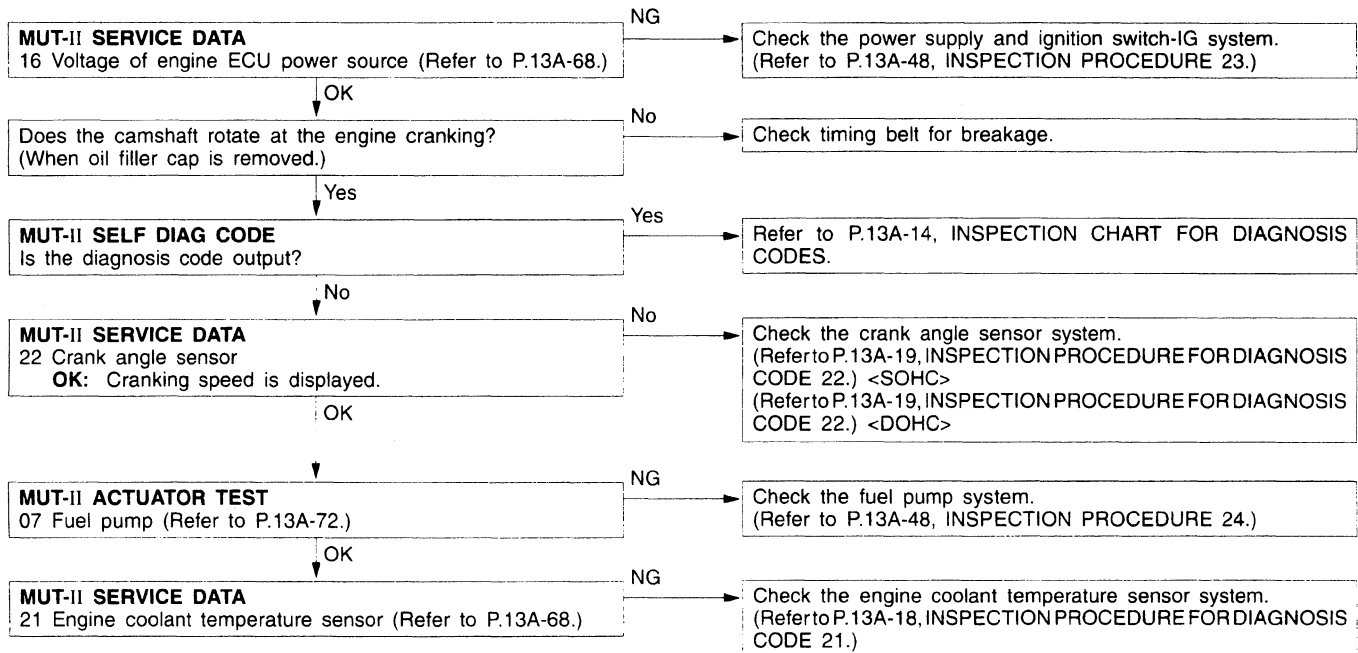 NG
MUT-II SERVICE DATA
16 Voltage of engine ECU power source (Refer to P.13A-68.)
Check the power supply and ignition switch-IG system.
(Refer to P.13A-48, INSPECTION PROCEDURE 23.)
OK
No
Does the camshaft rotate at the engine cranking?
(When oil filler cap is removed.)
Check timing belt for breakage.
Yes
Yes
MUT-II SELF DIAG CODE
Is the diagnosis code output?
Refer to P.13A-14, INSPECTION CHART FOR DIAGNOSIS
CODES.
No
No
MUT-II SERVICE DATA
22 Crank angle sensor
OK: Cranking speed is displayed.
Check the crank angle sensor system.
(Refer to P.13A-19, INSPECTION PROCEDURE FOR DIAGNOSIS
CODE 22.) <SOHC>
(Refer to P.13A-19, INSPECTION PROCEDURE FOR DIAGNOSIS
CODE 22.) <DOHC>
OK
NG
MUT-II ACTUATOR TEST
07 Fuel pump (Refer to P.13A-72.)
Check the fuel pump system.
(Refer to P.13A-48, INSPECTION PROCEDURE 24.)
OK
NG
MUT-II SERVICE DATA
21 Engine coolant temperature sensor (Refer to P.13A-68.)
Check the engine coolant temperature sensor system.
(Refer to P.13A-18, INSPECTION PROCEDURE FOR DIAGNOSIS
CODE 21.)